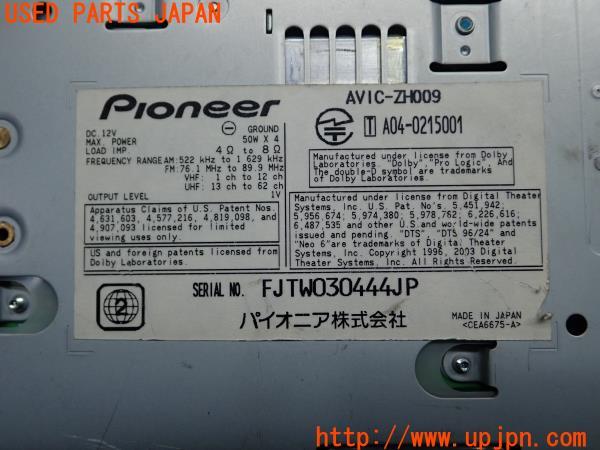 USED PARTS JAPAN
Pioneer
AVIC-ZH009
DC.12V GROUND
MAX. POWER 50W X 4
LOAD IMP. 4 Ω to 8 Ω
FREQUENCY RANGE AM: 522 kHz to 1 629 kHz
FM: 76.1 MHz to 89.9 MHz
VHF: 1 ch to 12 ch
UHF: 13 ch to 62 ch
OUTPUT LEVEL 1V
T A04-0215001
Manufactured under license from Dolby
Laboratories. "Dolby", "Pro Logic", And
The double-D symbol are trademarks
of Dolby Laboratories.
Apparatus Claims of U.S. Patent Nos.
4,631,603, 4,577,216, 4,819,098, and
4,907,093 licensed for limited
viewing uses only.
US and foreign patents licensed from
Dolby Laboratories.
Manufactured under license from Digital Theater
Systems, Inc. U.S. Pat. No's. 5,451,942;
5,956,674; 5,974,380; 5,978,762; 6,226,616;
6,487,535 and other U.S. and world-wide patents
issued and pending. "DTS", "DTS 96/24" and
"Neo 6" are trademarks of Digital Theater
Systems, Inc. Copyright 1996, 2003 Digital
Theater Systems, Inc. All Rights Reserved.
SERIAL NO. FJTW030444JP
2
パイオニア株式会社
MADE IN JAPAN
<CEA6675-A>
UPJ
http://www.upjpn.com/